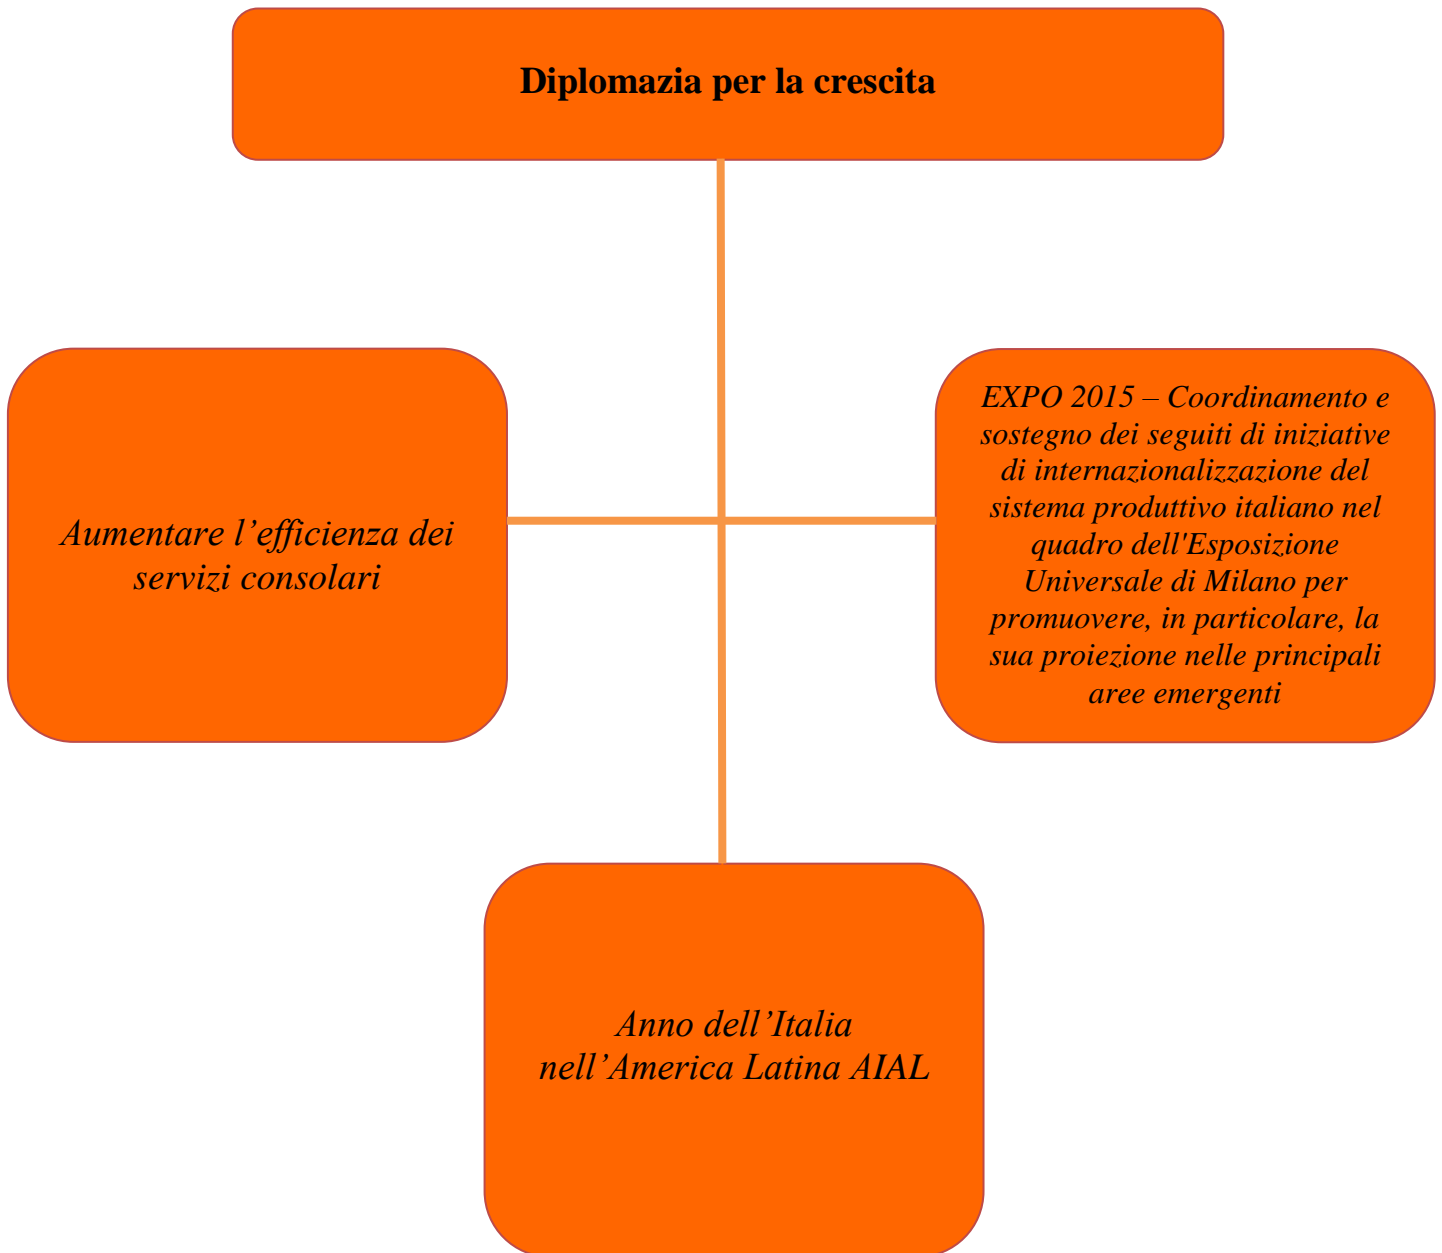 Diplomazia per la crescita
Aumentare l’efficienza dei
servizi consolari
EXPO 2015 – Coordinamento e
sostegno dei seguiti di iniziative
di internazionalizzazione del
sistema produttivo italiano nel
quadro dell'Esposizione
Universale di Milano per
promuovere, in particolare, la
sua proiezione nelle principali
aree emergenti
Anno dell’Italia
nell’America Latina AIAL